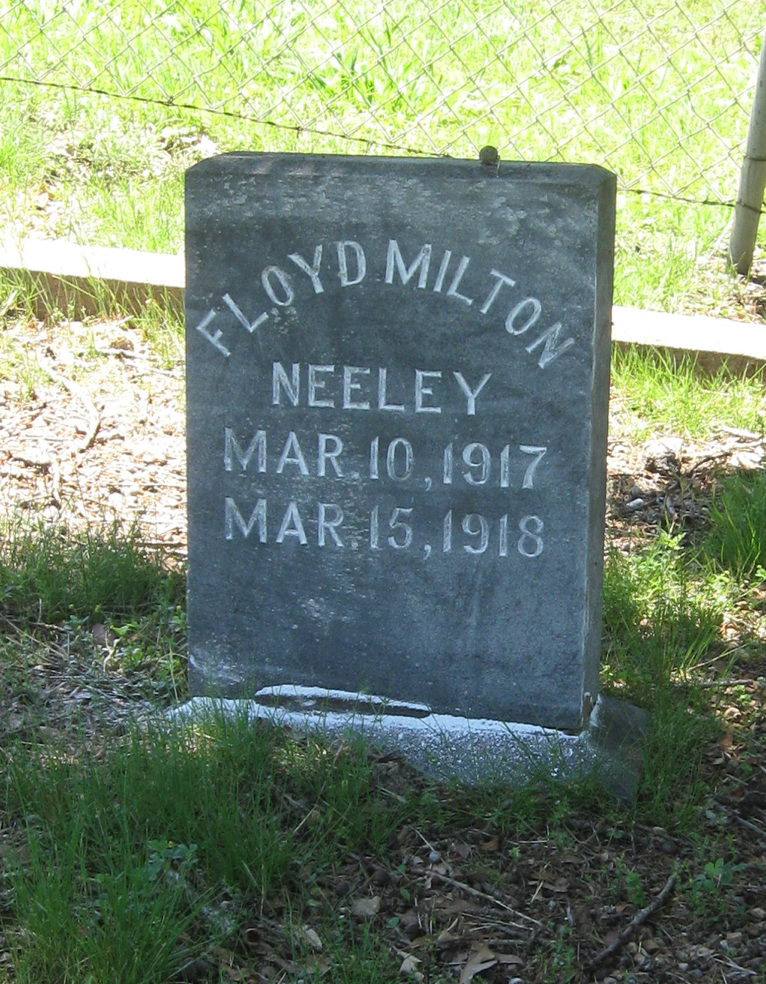 FLOYD MILTON
NEELEY
MAR. 10, 1917
MAR. 15, 1918